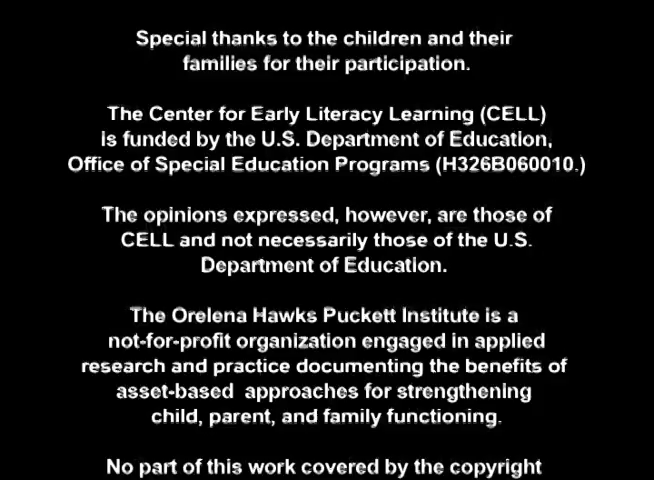 Special thanks to the children and their
families for their participation.
The Center for Early Literacy Learning (CELL)
is funded by the U.S. Department of Education,
Office of Special Education Programs (H326B060010.)
The opinions expressed, however, are those of
CELL and not necessarily those of the U.S.
Department of Education.
The Orelena Hawks Puckett Institute is a
not-for-profit organization engaged in applied
research and practice documenting the benefits of
asset-based  approaches for strengthening
child, parent, and family functioning.
No part of this work covered by the copyright